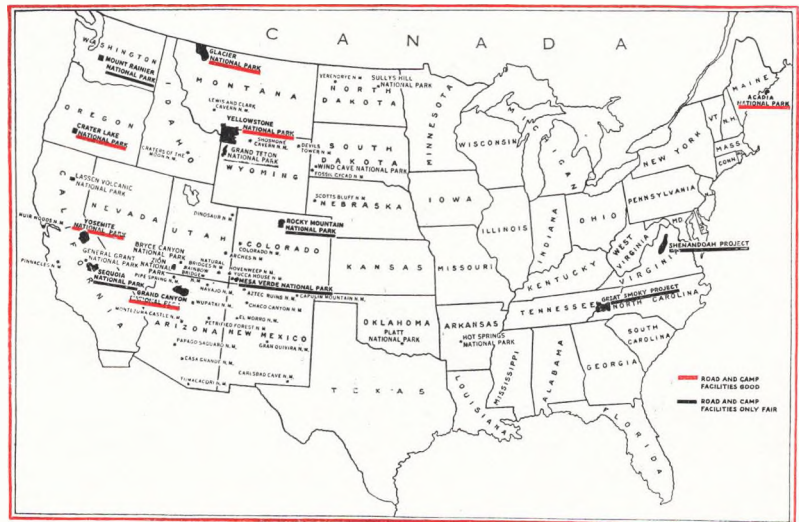 C A N A D A
WASHINGTON
MOUNT RAINIER
NATIONAL PARK
GLACIER
NATIONAL PARK
MONTANA
LEWIS AND CLARK
CAVERN N.M.
VERENDRYE N.M.
SULLYS HILL
NATIONAL PARK
NORTH
DAKOTA
MINNESOTA
MICHIGAN
MAINE
ACADIA
NATIONAL PARK
OREGON
CRATER LAKE
NATIONAL PARK
IDAHO
CRATERS OF THE
MOON N.M.
YELLOWSTONE
NATIONAL PARK
SHOSHONE
CAVERN N.M.
GRAND TETON
NATIONAL PARK
WYOMING
DEVILS
TOWER N.M.
SOUTH
DAKOTA
WIND CAVE NATIONAL PARK
FOSSIL CYCAD N.M.
WISCONSIN
VT.
N.H.
MASS.
CONN.
NEW YORK
LASSEN VOLCANIC
NATIONAL PARK
NEVADA
UTAH
DINOSAUR N.M.
SCOTTS BLUFF N.M.
NEBRASKA
IOWA
ILLINOIS
INDIANA
OHIO
PENNSYLVANIA
MD.
MUIR WOODS N.M.
CALIFORNIA
YOSEMITE
NATIONAL PARK
ROCKY MOUNTAIN
NATIONAL PARK
COLORADO
COLORADO N.M.
ARCHES N.M.
KANSAS
MISSOURI
KENTUCKY
WEST
VIRGINIA
VIRGINIA
SHENANDOAH PROJECT
BRYCE CANYON
NATIONAL PARK
ZION
NATIONAL
PARK
NATURAL
BRIDGES N.M.
RAINBOW
BRIDGE
HOVENWEEP N.M.
YUCCA HOUSE N.M.
MESA VERDE NATIONAL PARK
GENERAL GRANT
NATIONAL PARK
PINNACLES N.M.
SEQUOIA
NATIONAL PARK
PIPE SPRING N.M.
NAVAJO N.M.
AZTEC RUINS N.M.
CAPULIN MOUNTAIN N.M.
GRAND CANYON
NATIONAL PARK
WUPATKI N.M.
CHACO CANYON N.M.
MONTEZUMA CASTLE N.M.
EL MORRO N.M.
PETRIFIED FOREST N.M.
ARIZONA
NEW MEXICO
PAPAGO SAGUARO N.M.
GRAN QUIVIRA N.M.
CASA GRANDE N.M.
CARLSBAD CAVE N.M.
TUMACACORI N.M.
OKLAHOMA
PLATT
NATIONAL PARK
ARKANSAS
HOT SPRINGS
NATIONAL PARK
TENNESSEE
GREAT SMOKY PROJECT
NORTH CAROLINA
SOUTH
CAROLINA
GEORGIA
ALABAMA
MISSISSIPPI
LOUISIANA
TEXAS
FLORIDA
ROAD AND CAMP
FACILITIES GOOD
ROAD AND CAMP
FACILITIES ONLY FAIR